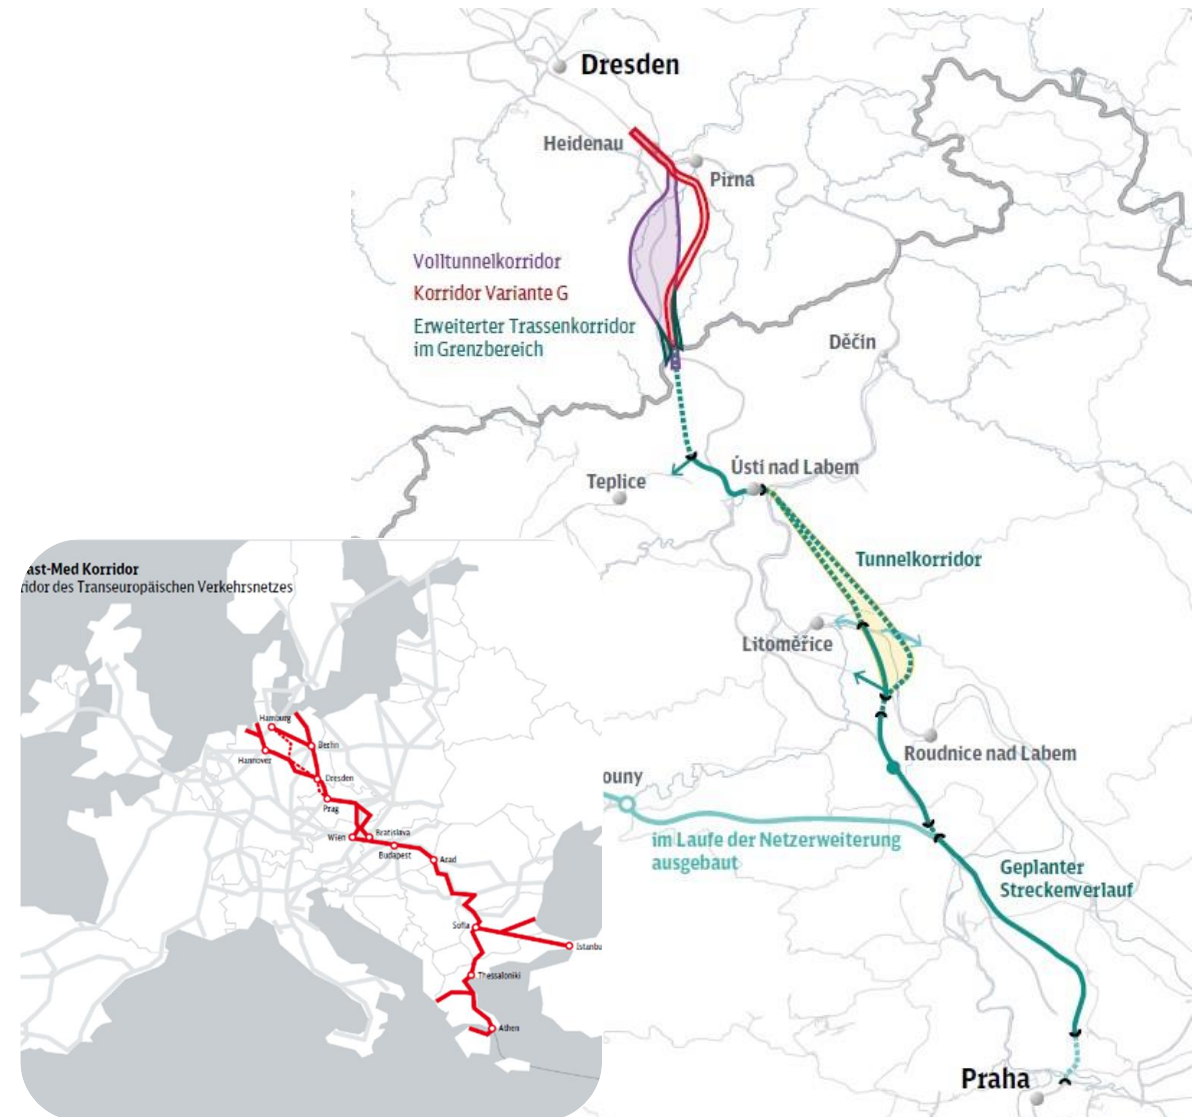 Dresden
Heidenau
Pirna
Volltunnelkorridor
Korridor Variante G
Erweiterter Trassenkorridor
im Grenzbereich
Děčín
Ústí nad Labem
Teplice
Tunnelkorridor
Litoměřice
Roudnice nad Labem
ouny
im Laufe der Netzerweiterung
ausgebaut
Geplanter
Streckenverlauf
Praha
ast-Med Korridor
ridor des Transeuropäischen Verkehrsnetzes
Hamburg
Berlin
Hannover
Dresden
Prag
Wien
Bratislava
Budapest
Arad
Sofia
Istanbu
Thessaloniki
Athen